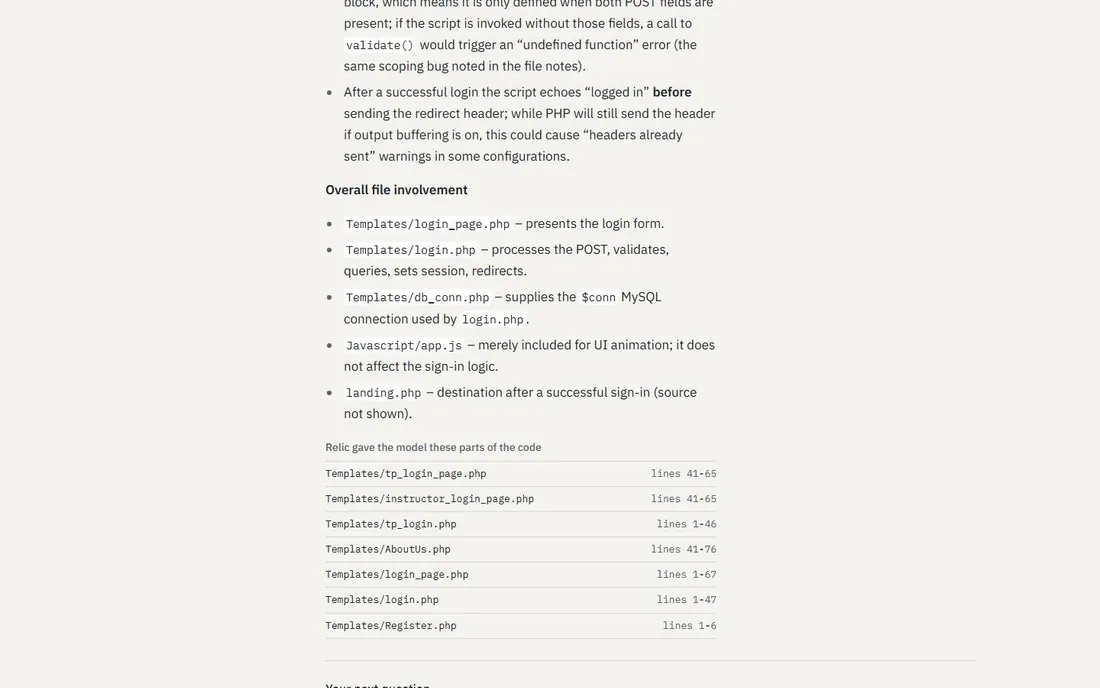 block, which means it is only defined when both POST fields are
present; if the script is invoked without those fields, a call to
validate() would trigger an “undefined function” error (the
same scoping bug noted in the file notes).
• After a successful login the script echoes “logged in” before
sending the redirect header; while PHP will still send the header
if output buffering is on, this could cause “headers already
sent” warnings in some configurations.
Overall file involvement
• Templates/login_page.php – presents the login form.
• Templates/login.php – processes the POST, validates,
queries, sets session, redirects.
• Templates/db_conn.php – supplies the $conn MySQL
connection used by login.php.
• Javascript/app.js – merely included for UI animation; it does
not affect the sign-in logic.
• landing.php – destination after a successful sign-in (source
not shown).
Relic gave the model these parts of the code
Templates/tp_login_page.php lines 41-65
Templates/instructor_login_page.php lines 41-65
Templates/tp_login.php lines 1-46
Templates/AboutUs.php lines 41-76
Templates/login_page.php lines 1-67
Templates/login.php lines 1-47
Templates/Register.php lines 1-6
Your next question